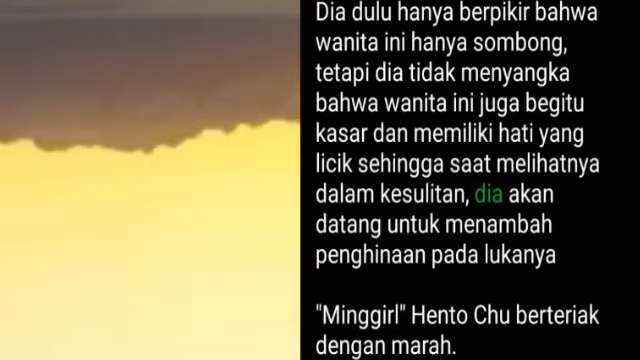 Dia dulu hanya berpikir bahwa
wanita ini hanya sombong,
tetapi dia tidak menyangka
bahwa wanita ini juga begitu
kasar dan memiliki hati yang
licik sehingga saat melihatnya
dalam kesulitan, dia akan
datang untuk menambah
penghinaan pada lukanya
"Minggirl" Hento Chu berteriak
dengan marah.